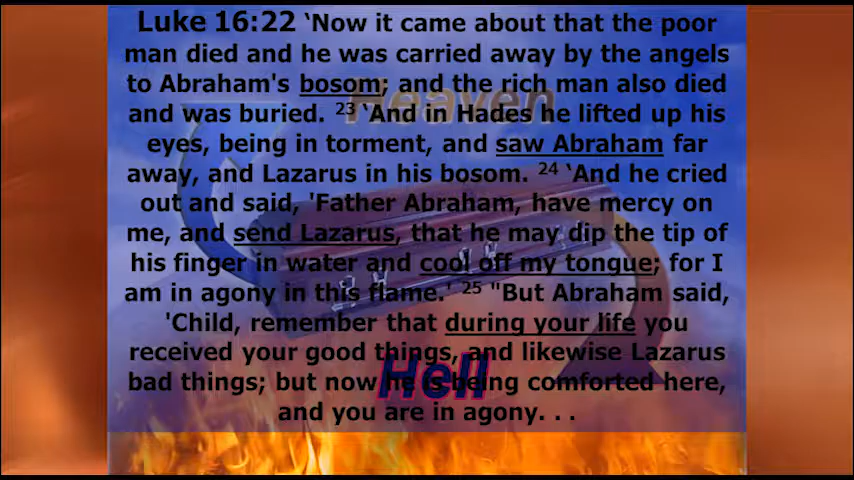 Luke 16:22 ‘Now it came about that the poor
man died and he was carried away by the angels
to Abraham's bosom; and the rich man also died
and was buried. 23 ‘And in Hades he lifted up his
eyes, being in torment, and saw Abraham far
away, and Lazarus in his bosom. 24 ‘And he cried
out and said, 'Father Abraham, have mercy on
me, and send Lazarus, that he may dip the tip of
his finger in water and cool off my tongue; for I
am in agony in this flame.' 25 "But Abraham said,
'Child, remember that during your life you
received your good things, and likewise Lazarus
bad things; but now he is being comforted here,
and you are in agony. . .
Heaven
Hell